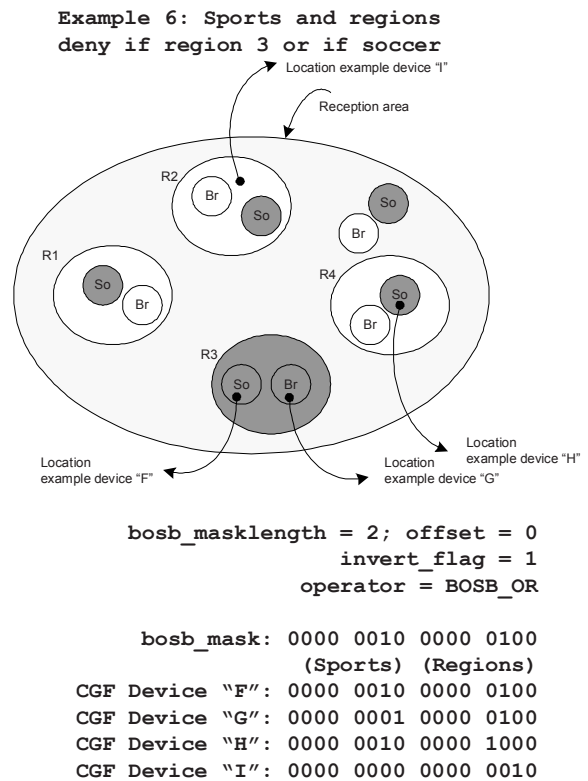 Example 6: Sports and regions
deny if region 3 or if soccer
Location example device “I”
Reception area
R2
Br
So
So
Br
R1
So
Br
R4
So
Br
R3
So
Br
Location
example device “F”
Location
example device “G”
Location
example device “H”
bosb_masklength = 2; offset = 0
invert_flag = 1
operator = BOSB_OR
bosb_mask: 0000 0010 0000 0100
(Sports) (Regions)
CGF Device “F”: 0000 0010 0000 0100
CGF Device “G”: 0000 0001 0000 0100
CGF Device “H”: 0000 0010 0000 1000
CGF Device “I”: 0000 0000 0000 0010